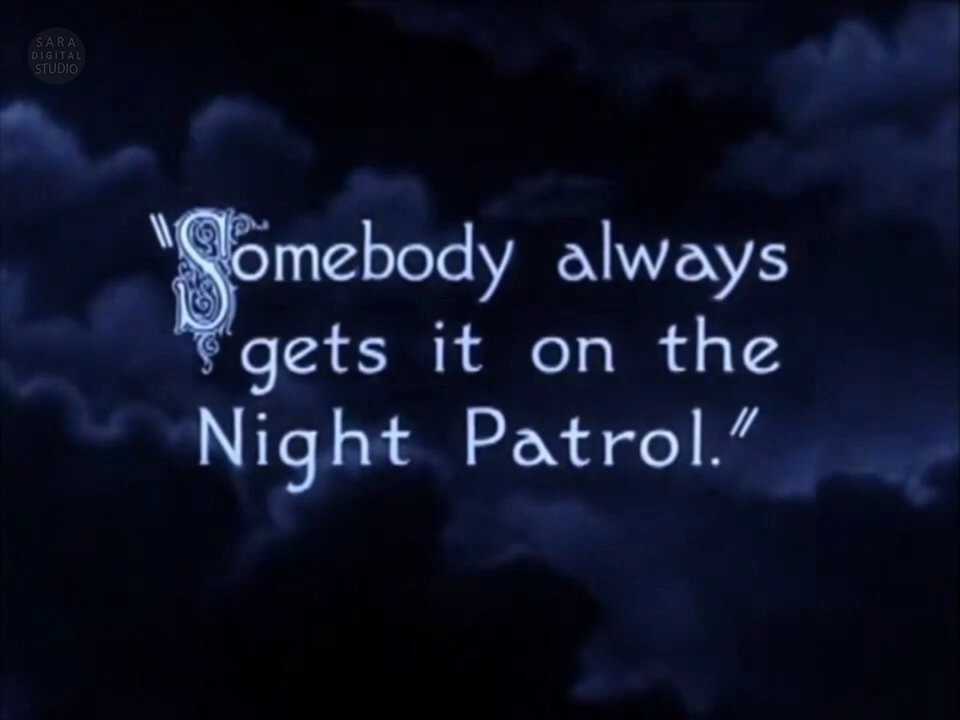 SARA
DIGITAL
STUDIO
"Somebody always
gets it on the
Night Patrol."